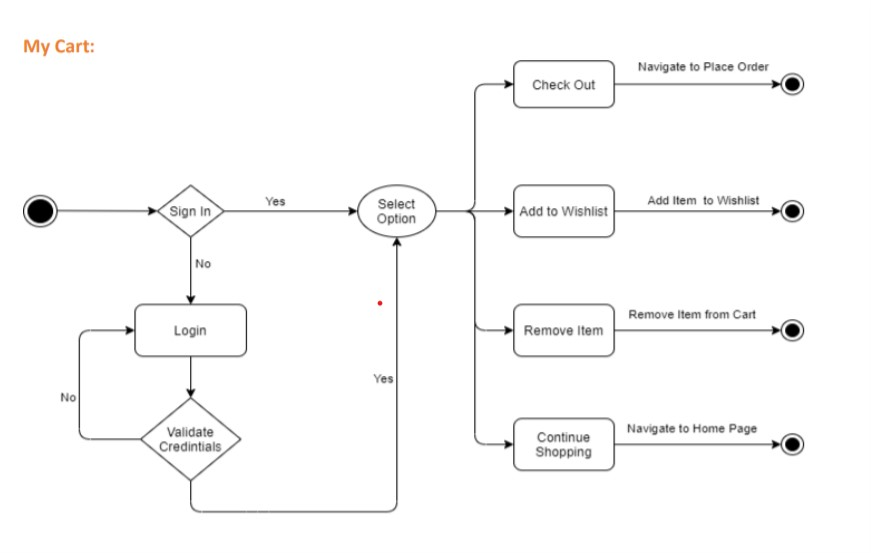 My Cart:
Navigate to Place Order
Check Out
Sign In
Yes
Select
Option
Add to Wishlist
Add Item to Wishlist
No
Login
Remove Item
Remove Item from Cart
Yes
No
Validate
Credintials
Continue
Shopping
Navigate to Home Page